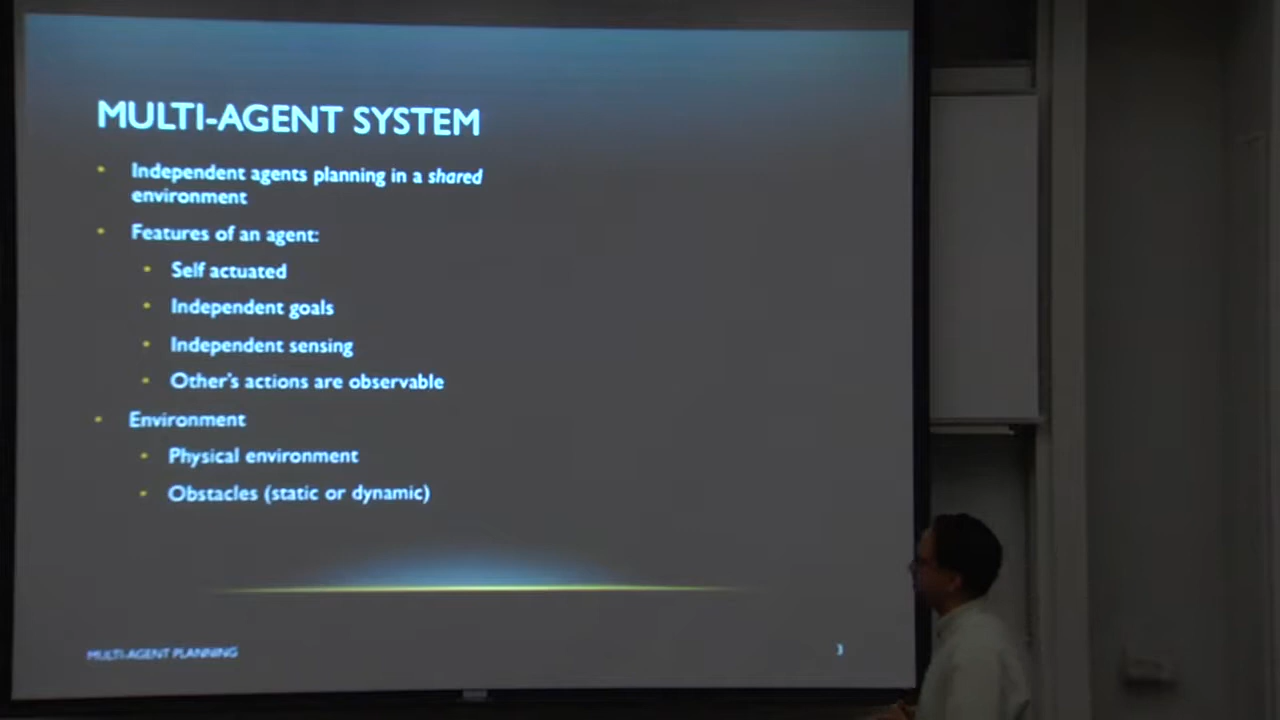 MULTI-AGENT SYSTEM
• Independent agents planning in a shared
environment
• Features of an agent:
• Self actuated
• Independent goals
• Independent sensing
• Other's actions are observable
• Environment
• Physical environment
• Obstacles (static or dynamic)
MULTI-AGENT PLANNING
3